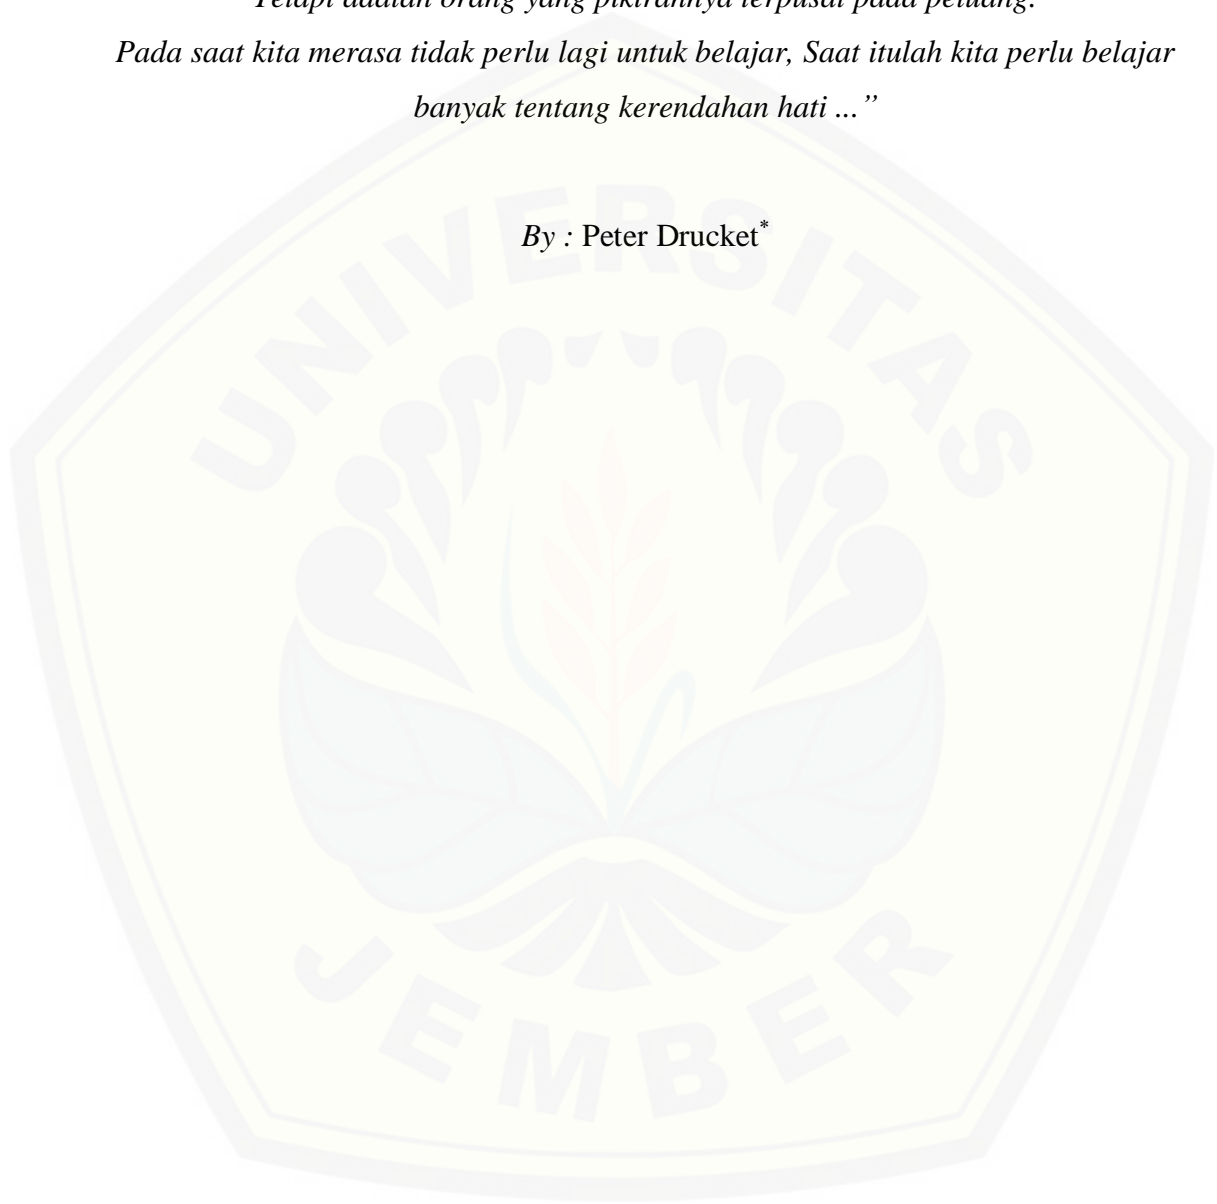 Tetapi adalah orang yang pikirannya terpusat pada peluang.
Pada saat kita merasa tidak perlu lagi untuk belajar, Saat itulah kita perlu belajar
banyak tentang kerendahan hati ...”
By : Peter Drucket*
UNIVERSITAS
JEMBER